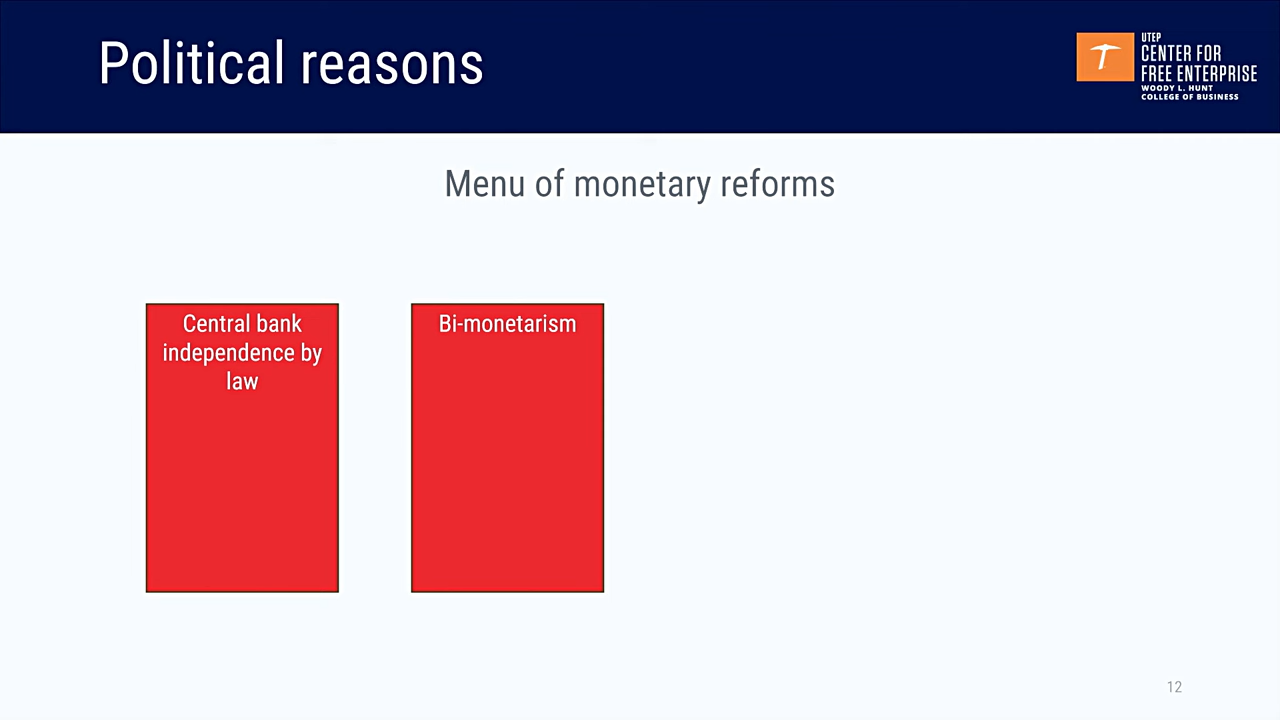 Political reasons
UTEP
CENTER FOR
FREE ENTERPRISE
WOODY L. HUNT
COLLEGE OF BUSINESS
Menu of monetary reforms
Central bank
independence by
law
Bi-monetarism
12